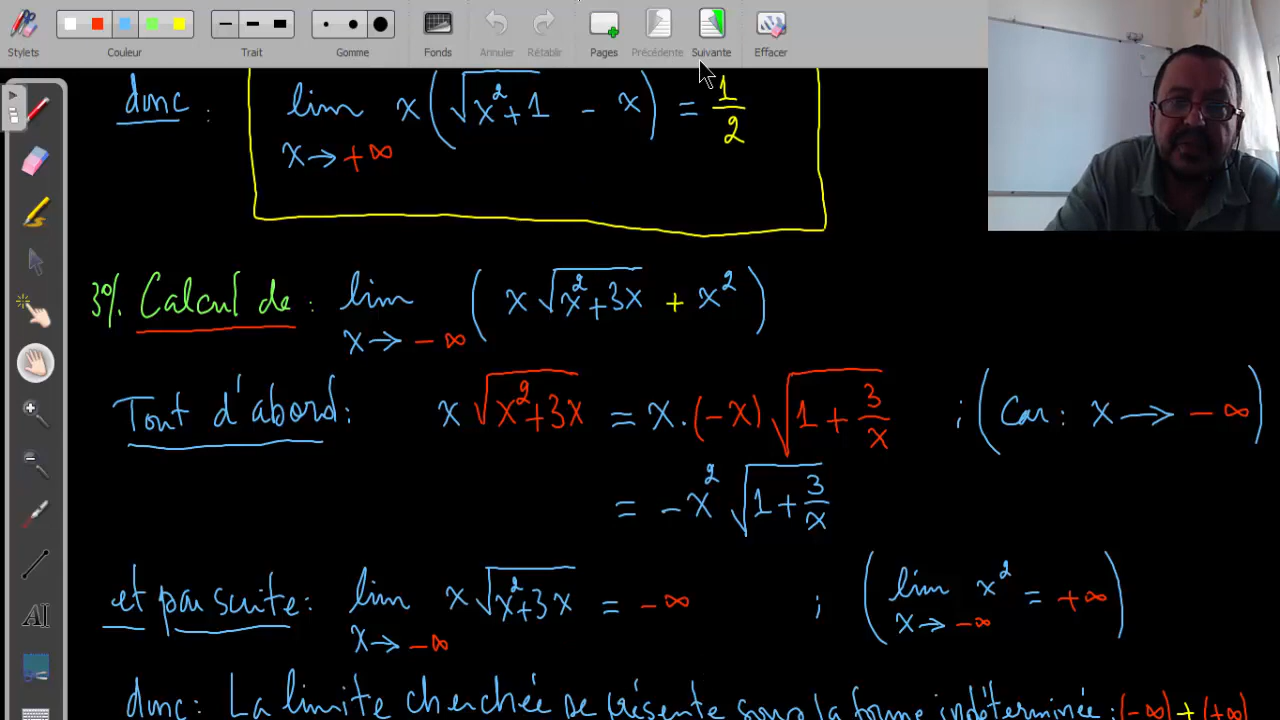 Stylets Couleur Trait Gomme Fonds Annuler Rétablir Pages Précédente Suivante Effacer
donc : lim x(√(x²+1) - x) = 1/2
x→+∞
3°/. Calcul de : lim (x√(x²+3x) + x²)
x→ -∞
Tout d'abord : x√(x²+3x) = x.(-x)√(1+3/x) ; (Car : x → -∞)
= -x²√(1+3/x)
et par suite : lim x√(x²+3x) = -∞ ; (lim x² = +∞)
x→ -∞ x→ -∞
donc : La limite cherchée se présente sous la forme indéterminée : (-∞) + (+∞)